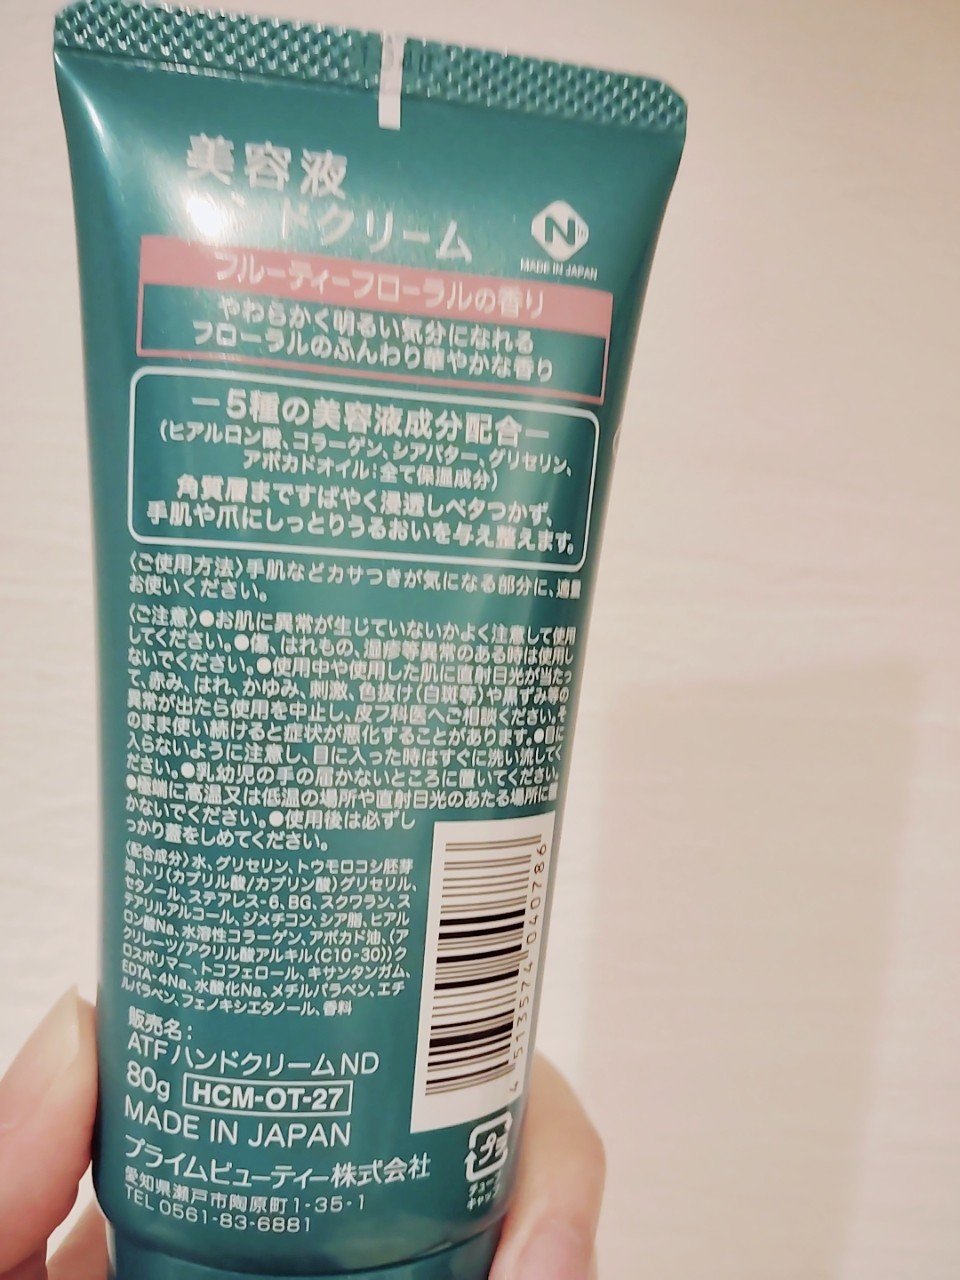 美容液
ドクリーム
N
MADE IN JAPAN
フルーティーフローラルの香り
やわらかく明るい気分になれる
フローラルのふんわり華やかな香り
ー5種の美容液成分配合ー
(ヒアルロン酸、コラーゲン、シアバター、グリセリン、
アボカドオイル:全て保湿成分)
角質層まですばやく浸透しベタつかず、
手肌や爪にしっとりうるおいを与え整えます。
〈ご使用方法〉手肌などカサつきが気になる部分に、適量
お使いください。
〈ご注意〉●お肌に異常が生じていないかよく注意して使用
してください。●傷、はれもの、湿疹等異常のある時は使用し
ないでください。●使用中や使用した肌に直射日光が当たっ
て、赤み、はれ、かゆみ、刺激、色抜け(白斑等)や黒ずみ等の
異常が出たら使用を中止し、皮フ科医へご相談ください。そ
のまま使い続けると症状が悪化することがあります。●目に
入らないように注意し、目に入った時はすぐに洗い流してく
ださい。●乳幼児の手の届かないところに置いてください。
●極端に高温又は低温の場所や直射日光のあたる場所に置
かないでください。●使用後は必ずし
っかり蓋をしめてください。
〈配合成分〉水、グリセリン、トウモロコシ胚芽
油、トリ(カプリル酸/カプリン酸)グリセリル、
セタノール、ステアレス-6、BG、スクワラン、ス
テアリルアルコール、ジメチコン、シア脂、ヒアル
ロン酸Na、水溶性コラーゲン、アボカド油、(ア
クリレーツ/アクリル酸アルキル(C10-30))ク
ロスポリマー、トコフェロール、キサンタンガム、
EDTA-4Na、水酸化Na、メチルパラベン、エチ
ルパラベン、フェノキシエタノール、香料
4 513574 040786
販売名:
ATFハンドクリームND
80g HCM-OT-27
MADE IN JAPAN
プライムビューティー株式会社
愛知県瀬戸市陶原町1-35-1
TEL 0561-83-6881
プラ
チューブ
キャップ